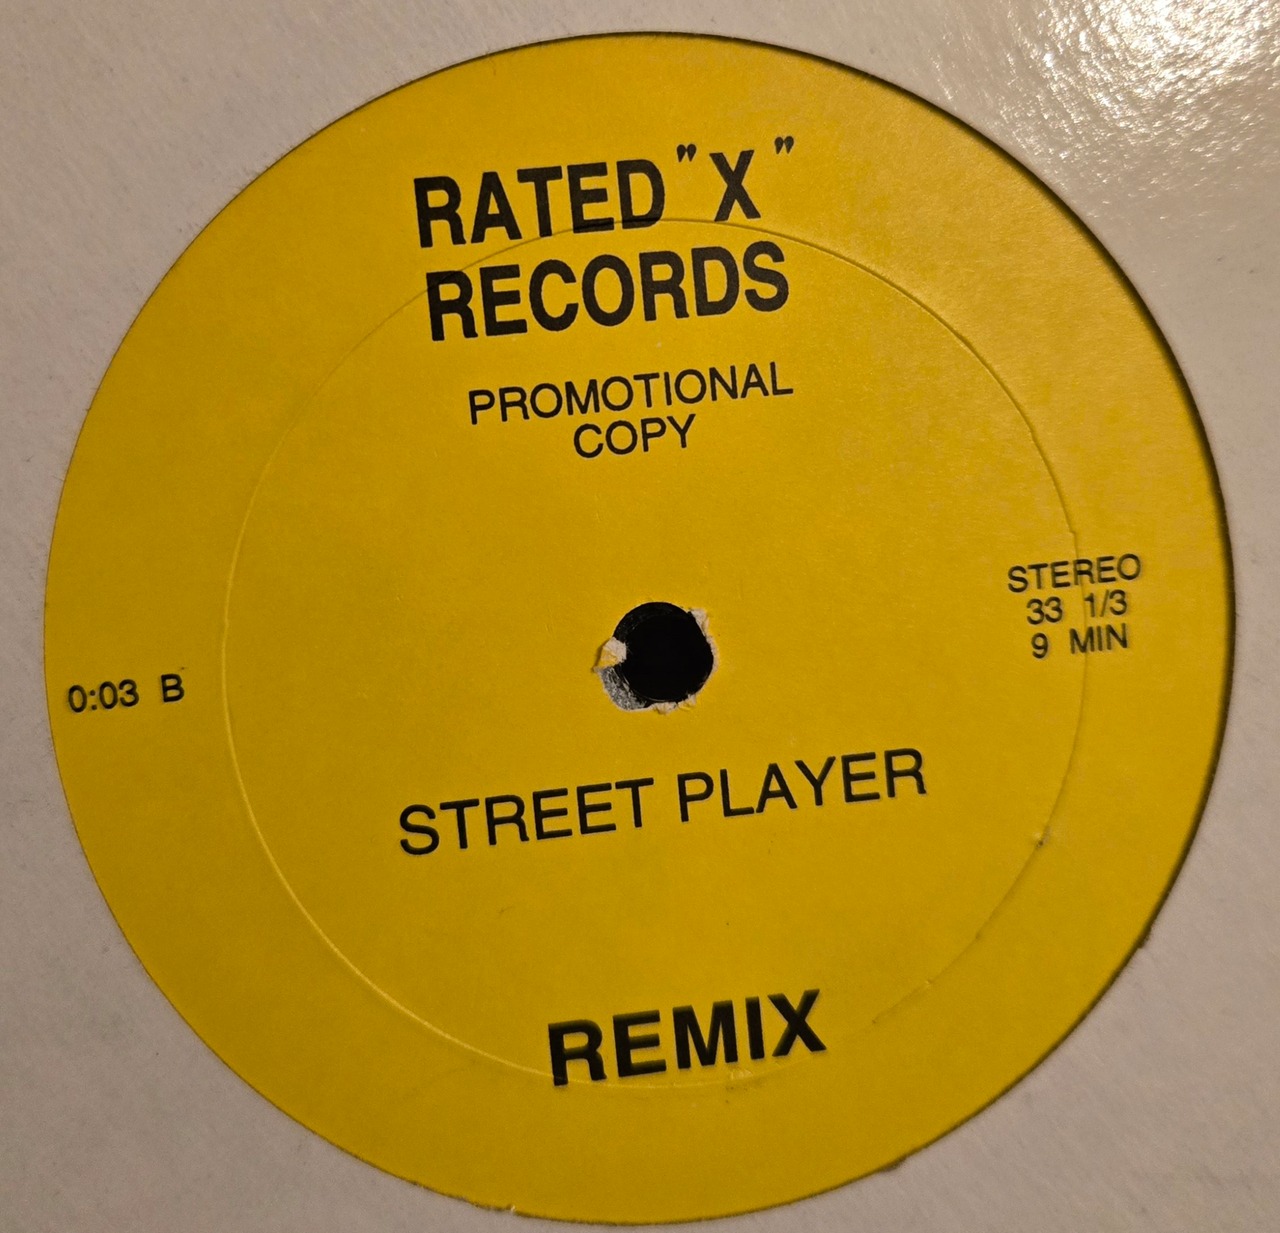 RATED "X"
RECORDS
PROMOTIONAL
COPY
STEREO
33 1/3
9 MIN
0:03 B
STREET PLAYER
REMIX